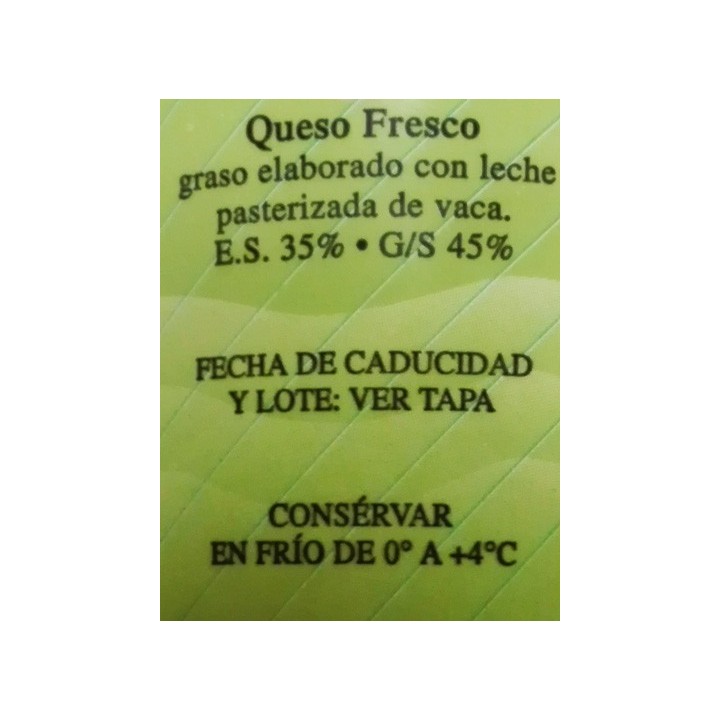 Queso Fresco
graso elaborado con leche
pasterizada de vaca.
E.S. 35% • G/S 45%
FECHA DE CADUCIDAD
Y LOTE: VER TAPA
CONSÉRVAR
EN FRÍO DE 0° A +4°C